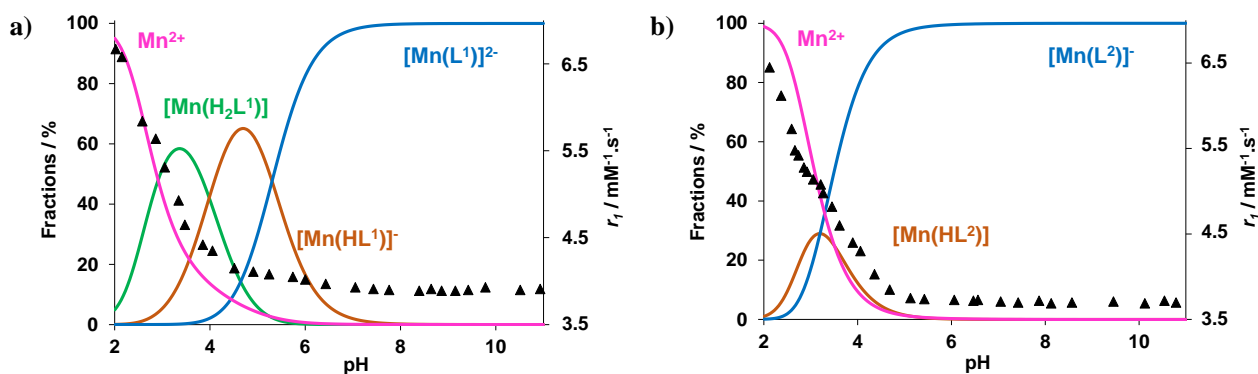 a)
Fractions / %
100
80
60
40
20
0
2
4
6
8
10
pH
6.5
5.5
4.5
3.5
r₁ / mM⁻¹.s⁻¹
Mn²⁺
[Mn(L¹)]²⁻
[Mn(H₂L¹)]
[Mn(HL¹)]⁻
b)
Fractions / %
100
80
60
40
20
0
2
4
6
8
10
pH
6.5
5.5
4.5
3.5
r₁ / mM⁻¹.s⁻¹
Mn²⁺
[Mn(L²)]⁻
[Mn(HL²)]